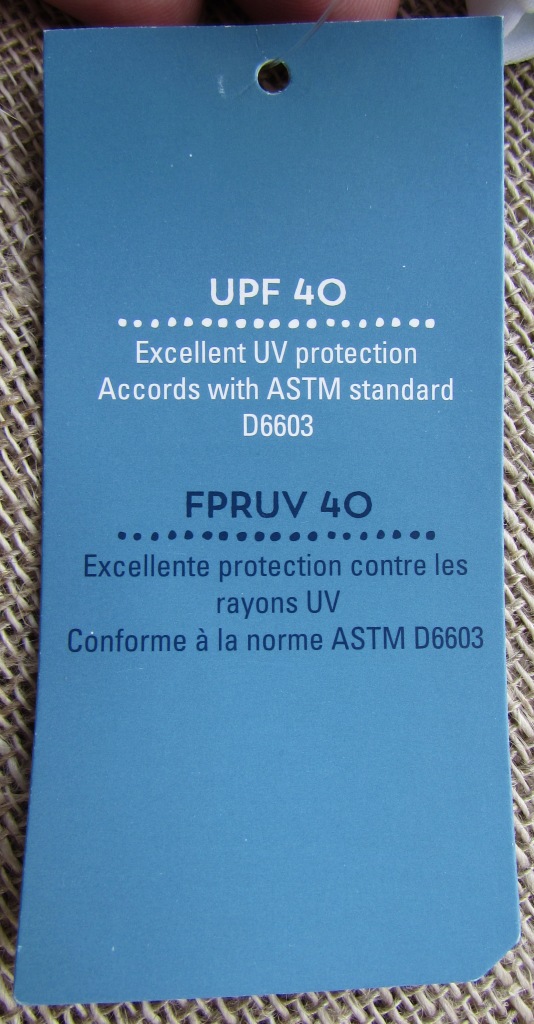 UPF 40
Excellent UV protection
Accords with ASTM standard
D6603
FPRUV 40
Excellente protection contre les
rayons UV
Conforme à la norme ASTM D6603